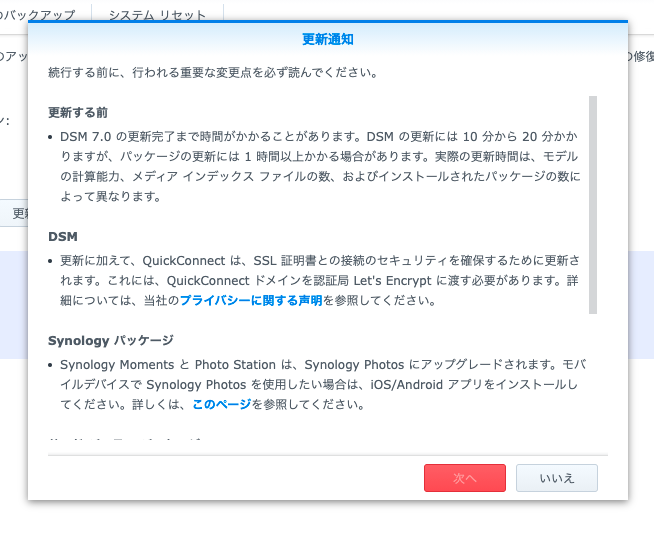 のバックアップ
システム リセット
更新通知
のアッ
の修復
続行する前に、行われる重要な変更点を必ず読んでください。
ン:
更新する前
• DSM 7.0 の更新完了まで時間がかかることがあります。DSM の更新には 10 分から 20 分かか
りますが、パッケージの更新には 1 時間以上かかる場合があります。実際の更新時間は、モデル
の計算能力、メディア インデックス ファイルの数、およびインストールされたパッケージの数に
よって異なります。
更新
DSM
• 更新に加えて、QuickConnect は、SSL 証明書との接続のセキュリティを確保するために更新さ
れます。これには、QuickConnect ドメインを認証局 Let's Encrypt に渡す必要があります。詳
細については、当社のプライバシーに関する声明を参照してください。
Synology パッケージ
• Synology Moments と Photo Station は、Synology Photos にアップグレードされます。モバ
イルデバイスで Synology Photos を使用したい場合は、iOS/Android アプリをインストールし
てください。詳しくは、このページを参照してください。
次へ
いいえ